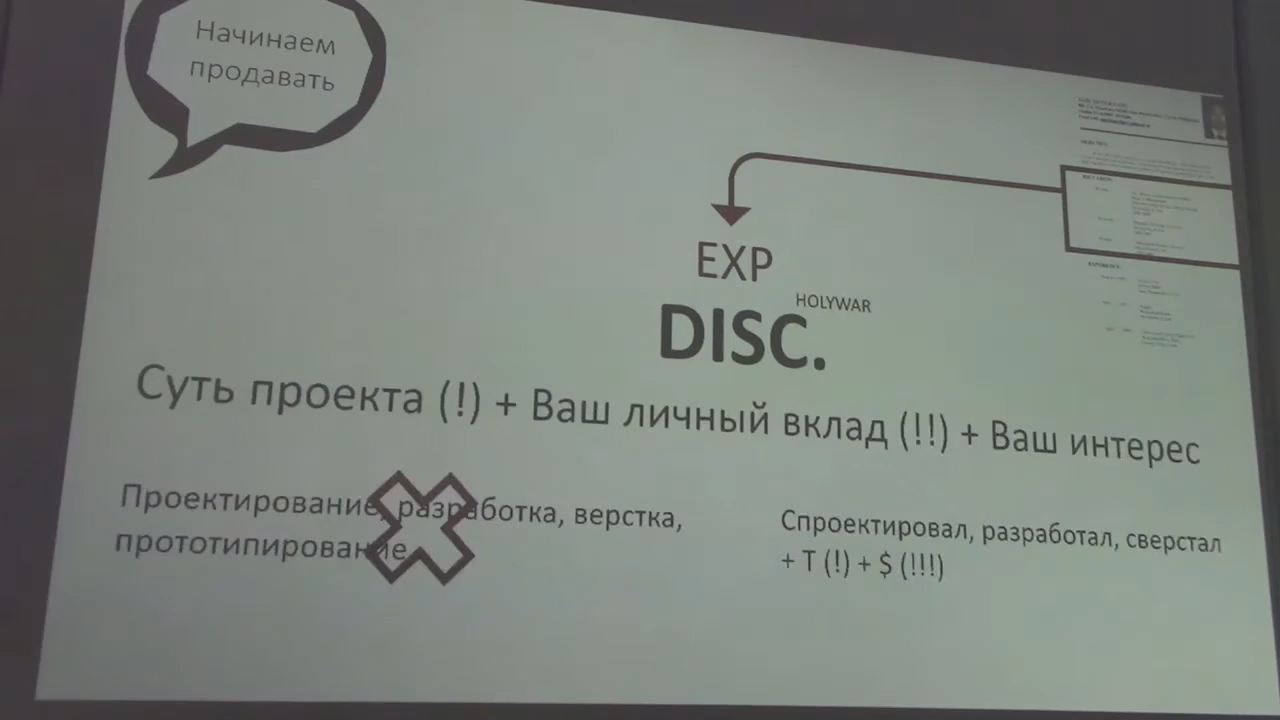 Начинаем
продавать
EXP
HOLYWAR
DISC.
Суть проекта (!) + Ваш личный вклад (!!) + Ваш интерес
Проектирование, разработка, верстка,
прототипирование
Спроектировал, разработал, сверстал
+ T (!) + $ (!!!)